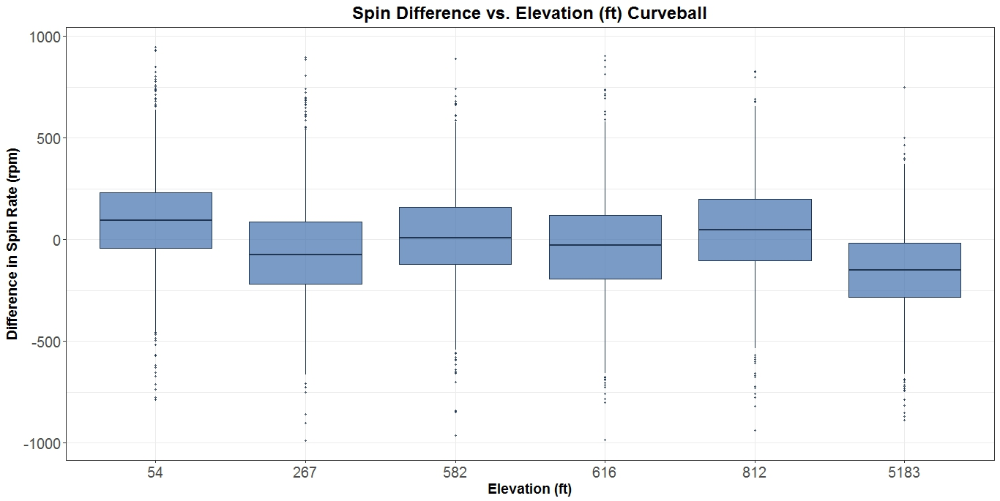 Spin Difference vs. Elevation (ft) Curveball
Difference in Spin Rate (rpm)
1000
500
0
-500
-1000
54 267 582 616 812 5183
Elevation (ft)